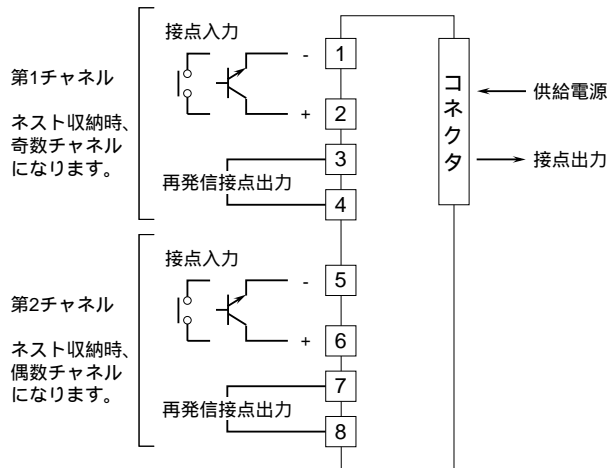 第1チャネル
ネスト収納時、
奇数チャネル
になります。
接点入力
-
+
再発信接点出力
1
2
3
4
第2チャネル
ネスト収納時、
偶数チャネル
になります。
接点入力
-
+
再発信接点出力
5
6
7
8
コネクタ
供給電源
接点出力